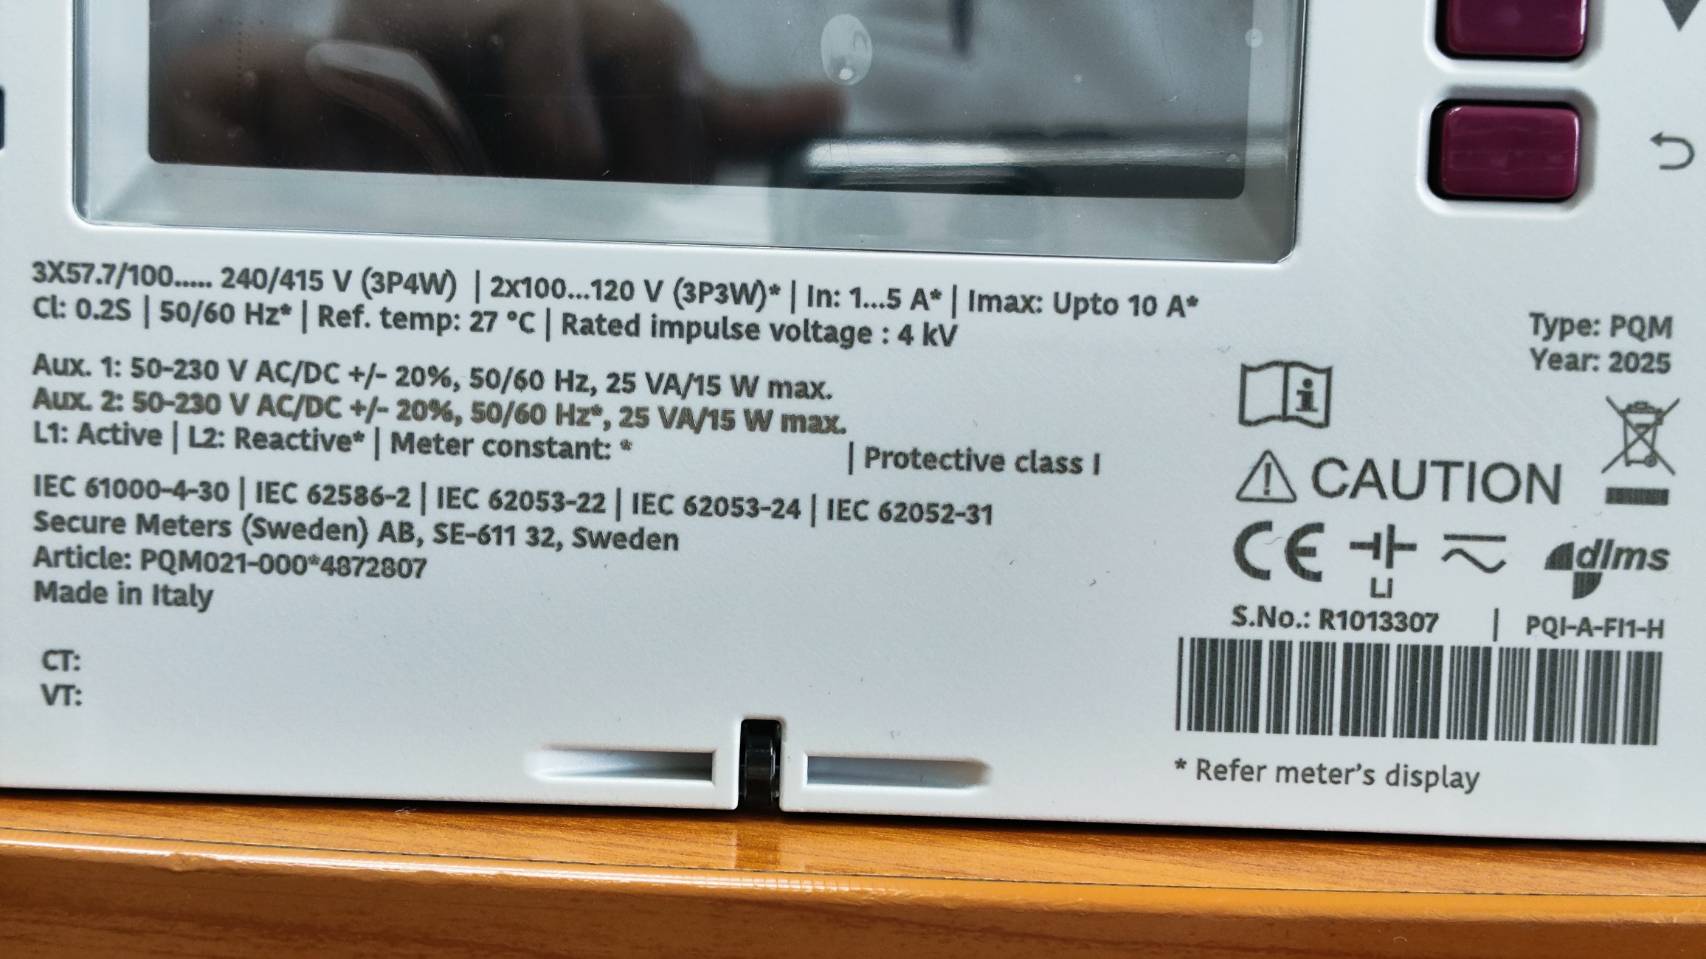 3X57.7/100..... 240/415 V (3P4W) | 2x100...120 V (3P3W)* | In: 1...5 A* | Imax: Upto 10 A*
Cl: 0.2S | 50/60 Hz* | Ref. temp: 27 °C | Rated impulse voltage : 4 kV
Aux. 1: 50-230 V AC/DC +/- 20%, 50/60 Hz, 25 VA/15 W max.
Aux. 2: 50-230 V AC/DC +/- 20%, 50/60 Hz*, 25 VA/15 W max.
L1: Active | L2: Reactive* | Meter constant: * | Protective class I
IEC 61000-4-30 | IEC 62586-2 | IEC 62053-22 | IEC 62053-24 | IEC 62052-31
Secure Meters (Sweden) AB, SE-611 32, Sweden
Article: PQM021-000*4872807
Made in Italy
CT:
VT:
Type: PQM
Year: 2025
CAUTION
CE
LI
dlms
S.No.: R1013307 | PQI-A-FI1-H
* Refer meter's display